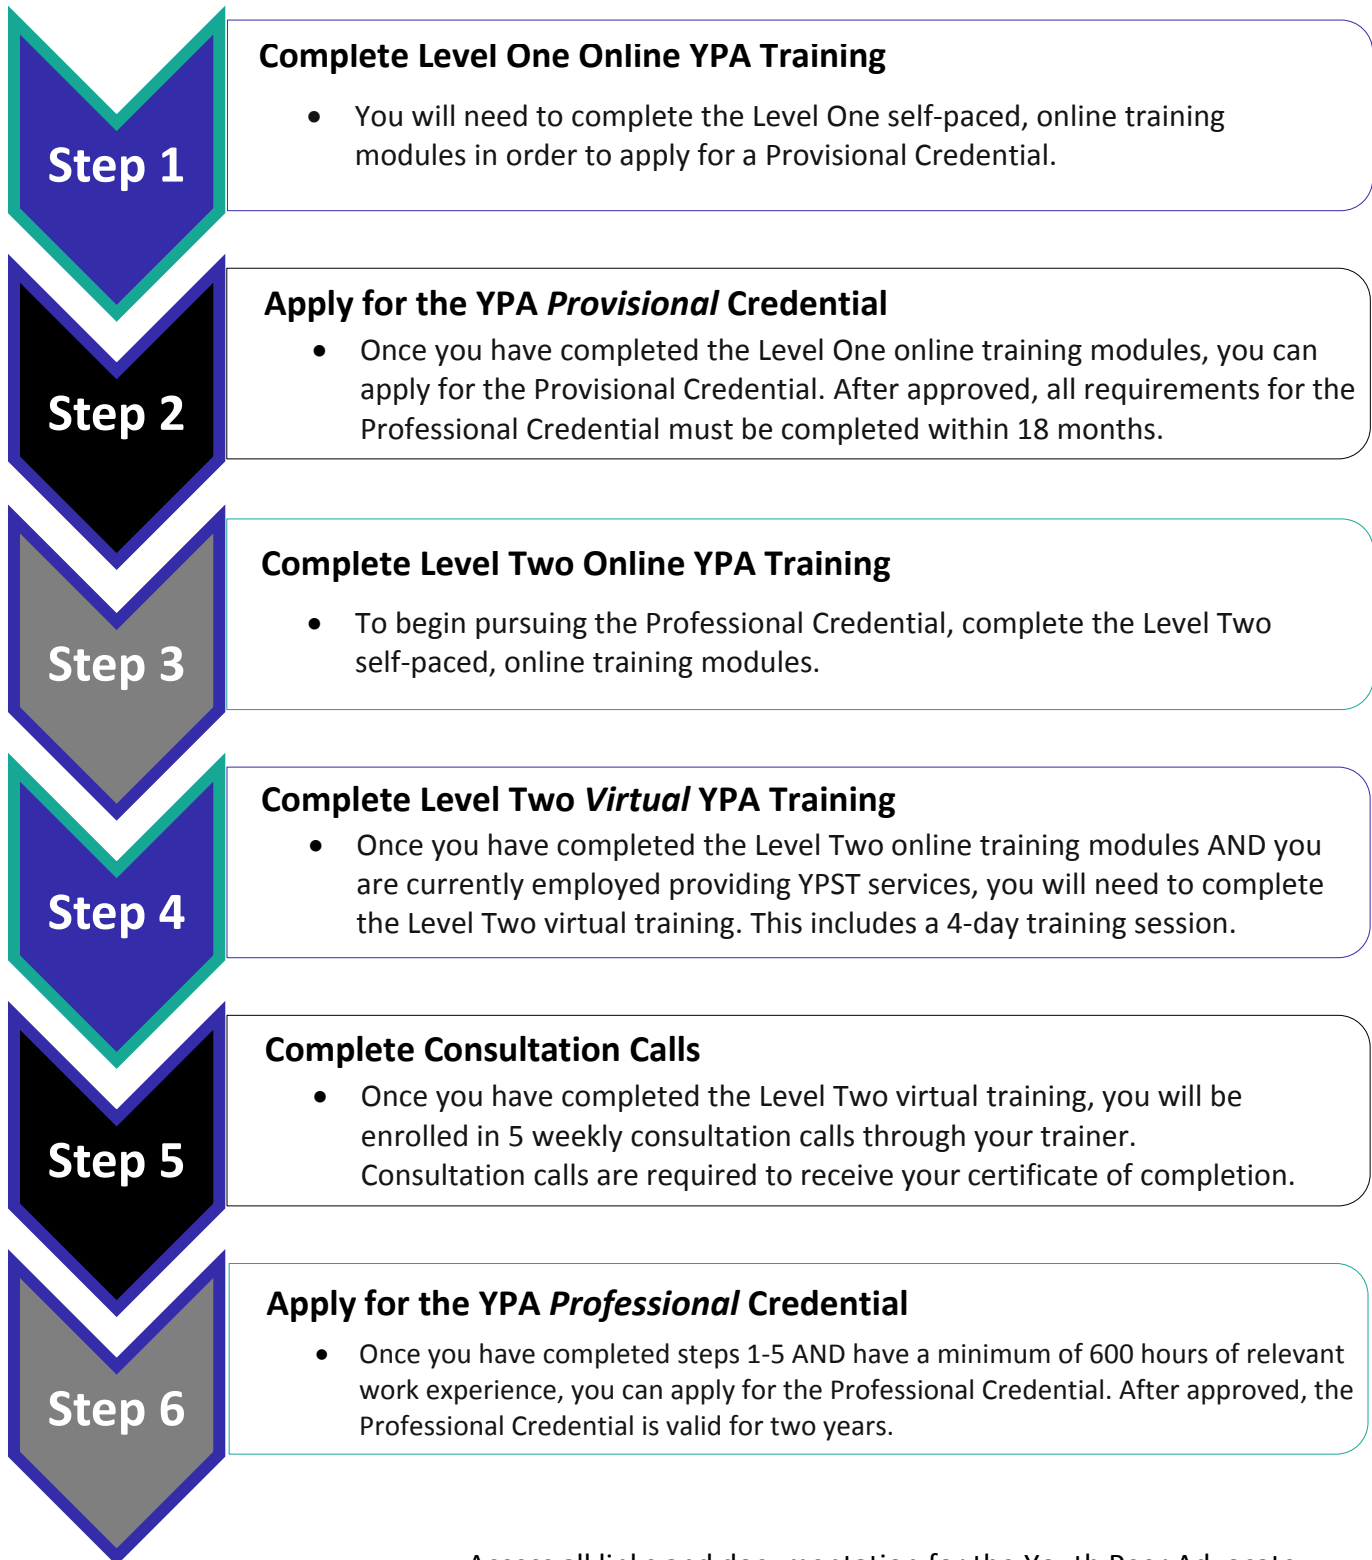 Complete Level One Online YPA Training
• You will need to complete the Level One self-paced, online training
modules in order to apply for a Provisional Credential.
Step 1
Apply for the YPA Provisional Credential
• Once you have completed the Level One online training modules, you can
apply for the Provisional Credential. After approved, all requirements for the
Professional Credential must be completed within 18 months.
Step 2
Complete Level Two Online YPA Training
• To begin pursuing the Professional Credential, complete the Level Two
self-paced, online training modules.
Step 3
Complete Level Two Virtual YPA Training
• Once you have completed the Level Two online training modules AND you
are currently employed providing YPST services, you will need to complete
the Level Two virtual training. This includes a 4-day training session.
Step 4
Complete Consultation Calls
• Once you have completed the Level Two virtual training, you will be
enrolled in 5 weekly consultation calls through your trainer.
Consultation calls are required to receive your certificate of completion.
Step 5
Apply for the YPA Professional Credential
• Once you have completed steps 1-5 AND have a minimum of 600 hours of relevant
work experience, you can apply for the Professional Credential. After approved, the
Professional Credential is valid for two years.
Step 6
Access all links and documentation for the Youth Peer Advocate